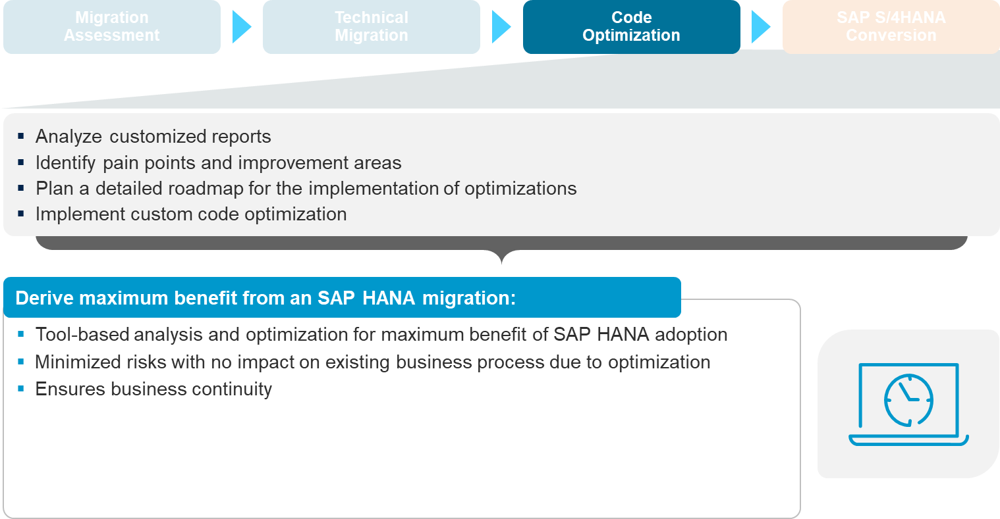 Migration
Assessment
Technical
Migration
Code
Optimization
SAP S/4HANA
Conversion
Analyze customized reports
Identify pain points and improvement areas
Plan a detailed roadmap for the implementation of optimizations
Implement custom code optimization
Derive maximum benefit from an SAP HANA migration:
Tool-based analysis and optimization for maximum benefit of SAP HANA adoption
Minimized risks with no impact on existing business process due to optimization
Ensures business continuity